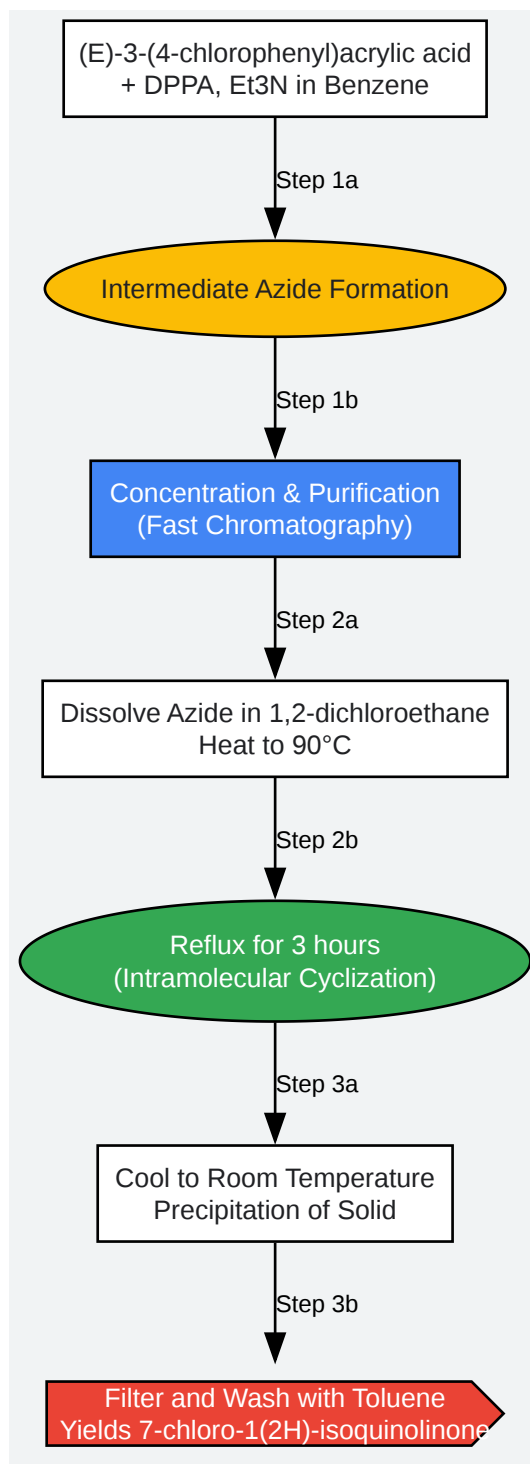 (E)-3-(4-chlorophenyl)acrylic acid
+ DPPA, Et3N in Benzene
Step 1a
Intermediate Azide Formation
Step 1b
Concentration & Purification
(Fast Chromatography)
Step 2a
Dissolve Azide in 1,2-dichloroethane
Heat to 90°C
Step 2b
Reflux for 3 hours
(Intramolecular Cyclization)
Step 3a
Cool to Room Temperature
Precipitation of Solid
Step 3b
Filter and Wash with Toluene
Yields 7-chloro-1(2H)-isoquinolinone